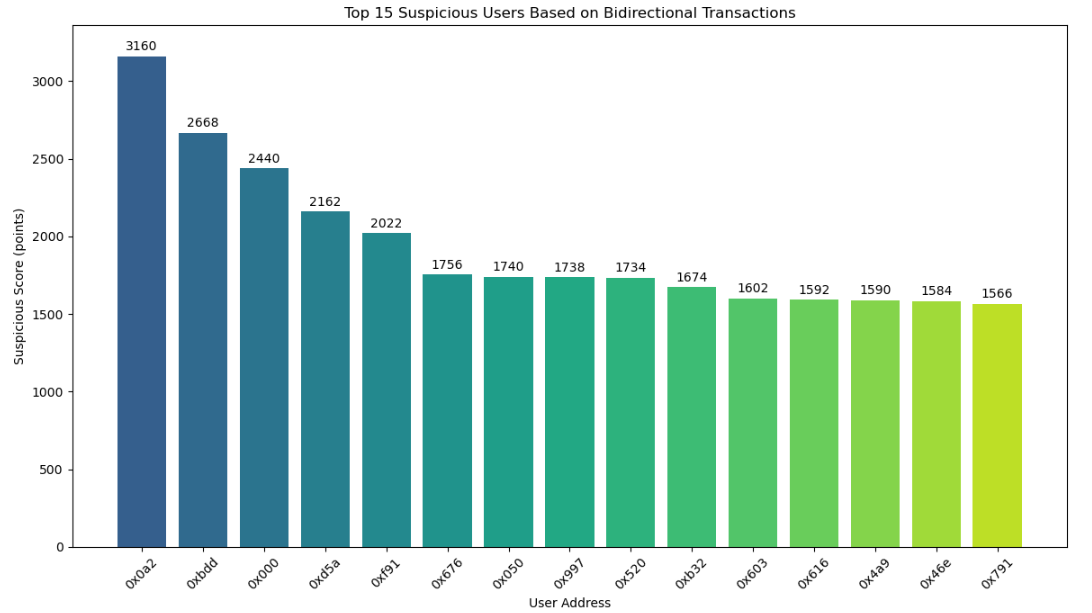 Top 15 Suspicious Users Based on Bidirectional Transactions
3160
2668
2440
2162
2022
1756
1740
1738
1734
1674
1602
1592
1590
1584
1566
Suspicious Score (points)
3000
2500
2000
1500
1000
500
0
0x0a2
0xbdd
0x000
0xd5a
0xf91
0x676
0x050
0x997
0x520
0xb32
0x603
0x616
0x4a9
0x46e
0x791
User Address